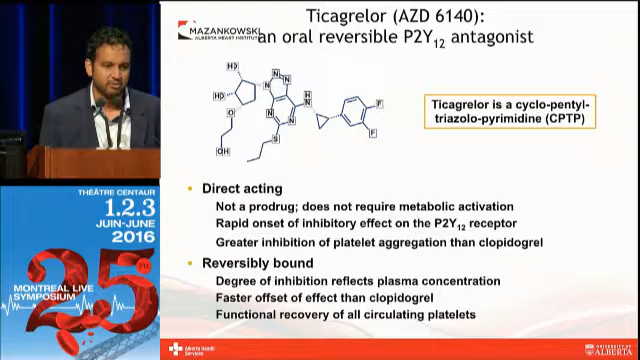 Ticagrelor (AZD 6140):
an oral reversible P2Y12 antagonist
MAZANKOWSKI
ALBERTA HEART INSTITUTE
HO
HO
O
OH
N
N
N
N
N
H
N
S
F
F
Ticagrelor is a cyclo-pentyl-
triazolo-pyrimidine (CPTP)
• Direct acting
Not a prodrug; does not require metabolic activation
Rapid onset of inhibitory effect on the P2Y12 receptor
Greater inhibition of platelet aggregation than clopidogrel
• Reversibly bound
Degree of inhibition reflects plasma concentration
Faster offset of effect than clopidogrel
Functional recovery of all circulating platelets
THÉÂTRE CENTAUR
1.2.3
JUIN-JUNE
2016
25TH
MONTREAL LIVE
SYMPOSIUM
Alberta Health
Services
UNIVERSITY OF
ALBERTA